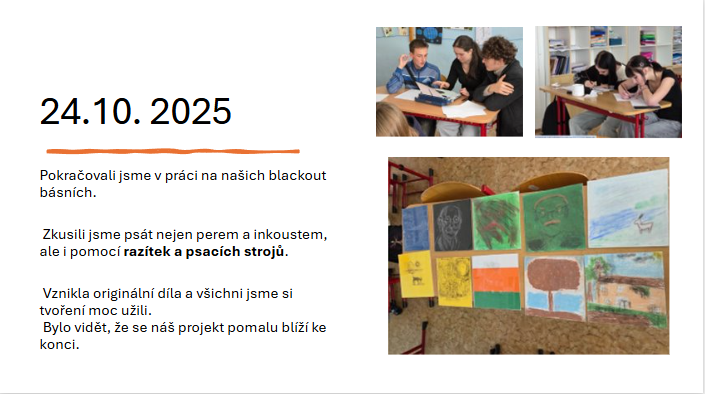 24.10. 2025
Pokračovali jsme v práci na našich blackout
básních.
Zkusili jsme psát nejen perem a inkoustem,
ale i pomocí razítek a psacích strojů.
Vznikla originální díla a všichni jsme si
tvoření moc užili.
Bylo vidět, že se náš projekt pomalu blíží ke
konci.